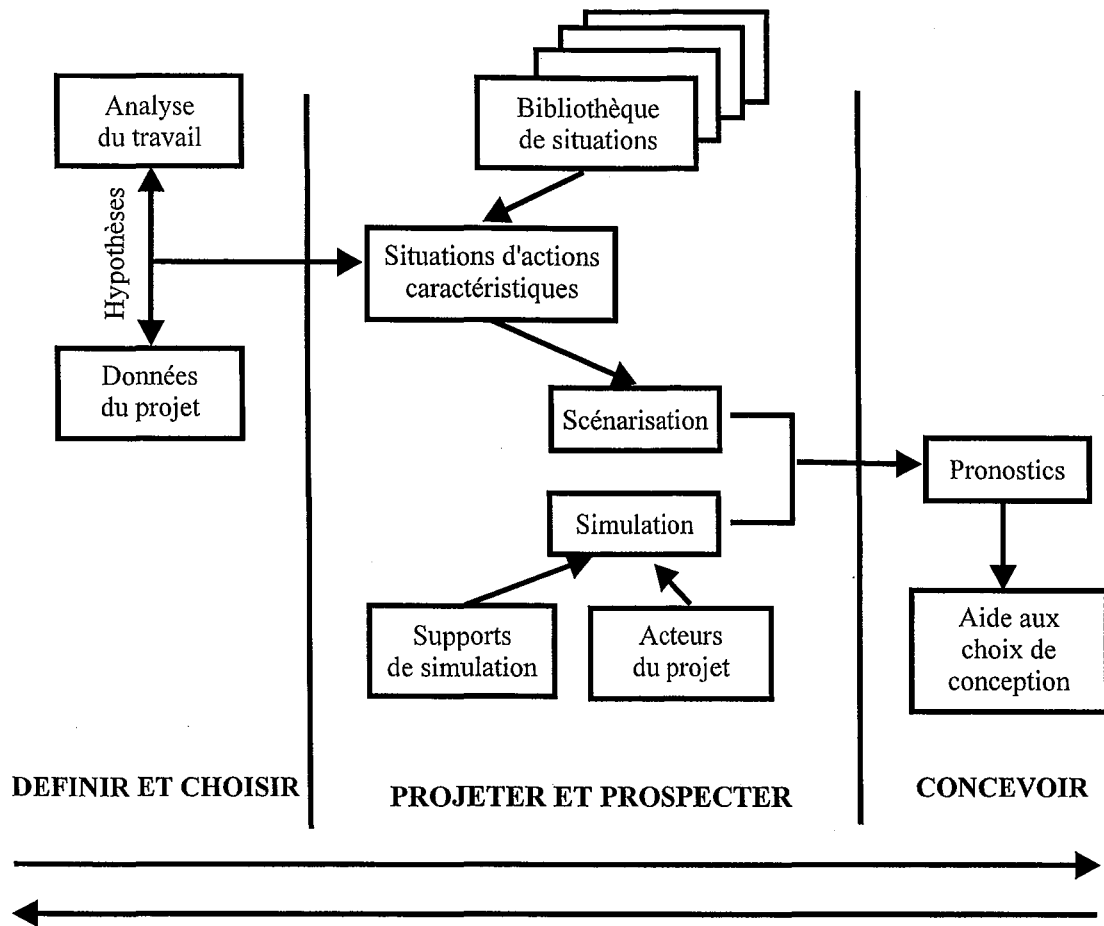 Analyse
du travail
Hypothèses
Données
du projet
Bibliothèque
de situations
Situations d'actions
caractéristiques
Scénarisation
Simulation
Supports
de simulation
Acteurs
du projet
Pronostics
Aide aux
choix de
conception
DEFINIR ET CHOISIR
PROJETER ET PROSPECTER
CONCEVOIR